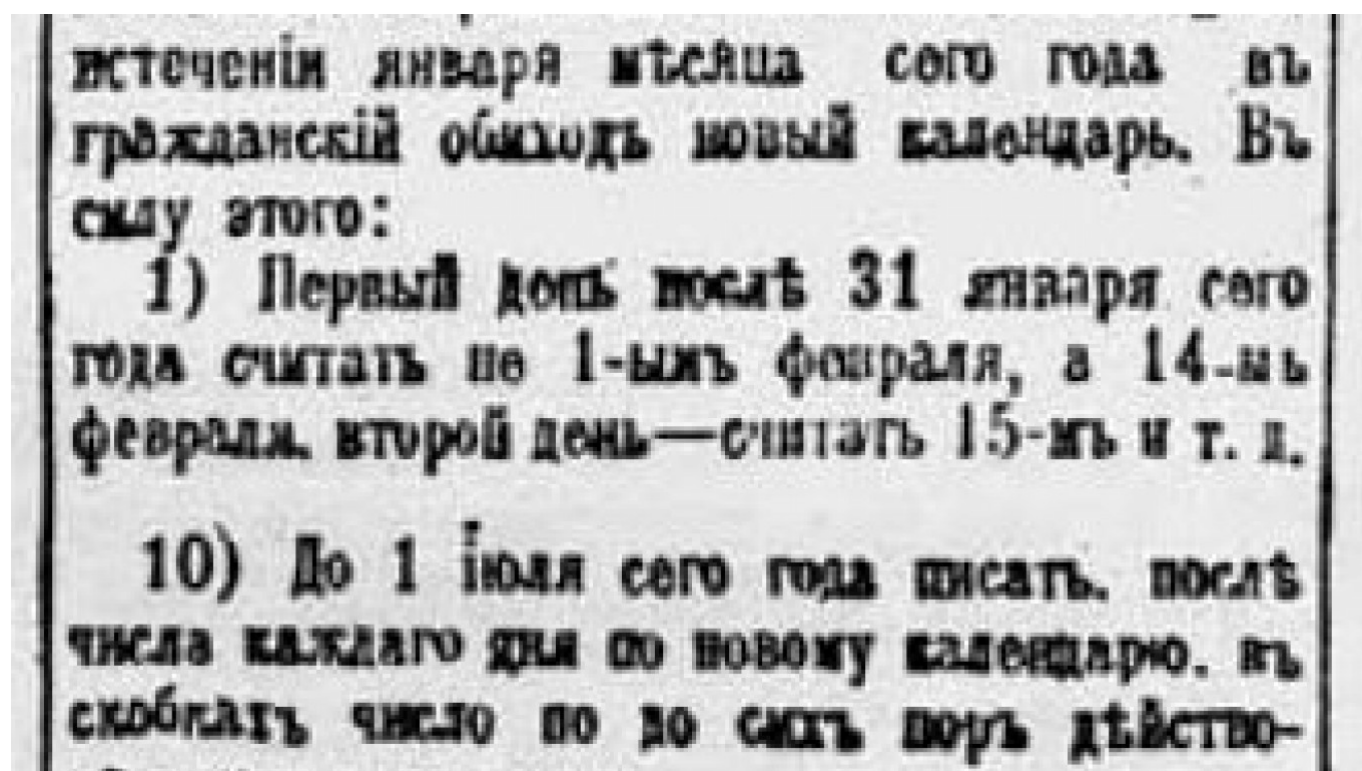 истеченіи января мѣсяца сего года въ
гражданскій обиходъ новый календарь. Въ
силу этого:
1) Первый день послѣ 31 января сего
года считать не 1-ымъ февраля, а 14-мъ
февраля, второй день—считать 15-мъ и т. д.
10) До 1 іюля сего года писать, послѣ
числа каждаго дня по новому календарю, въ
скобкахъ число по до сихъ поръ дѣйство-